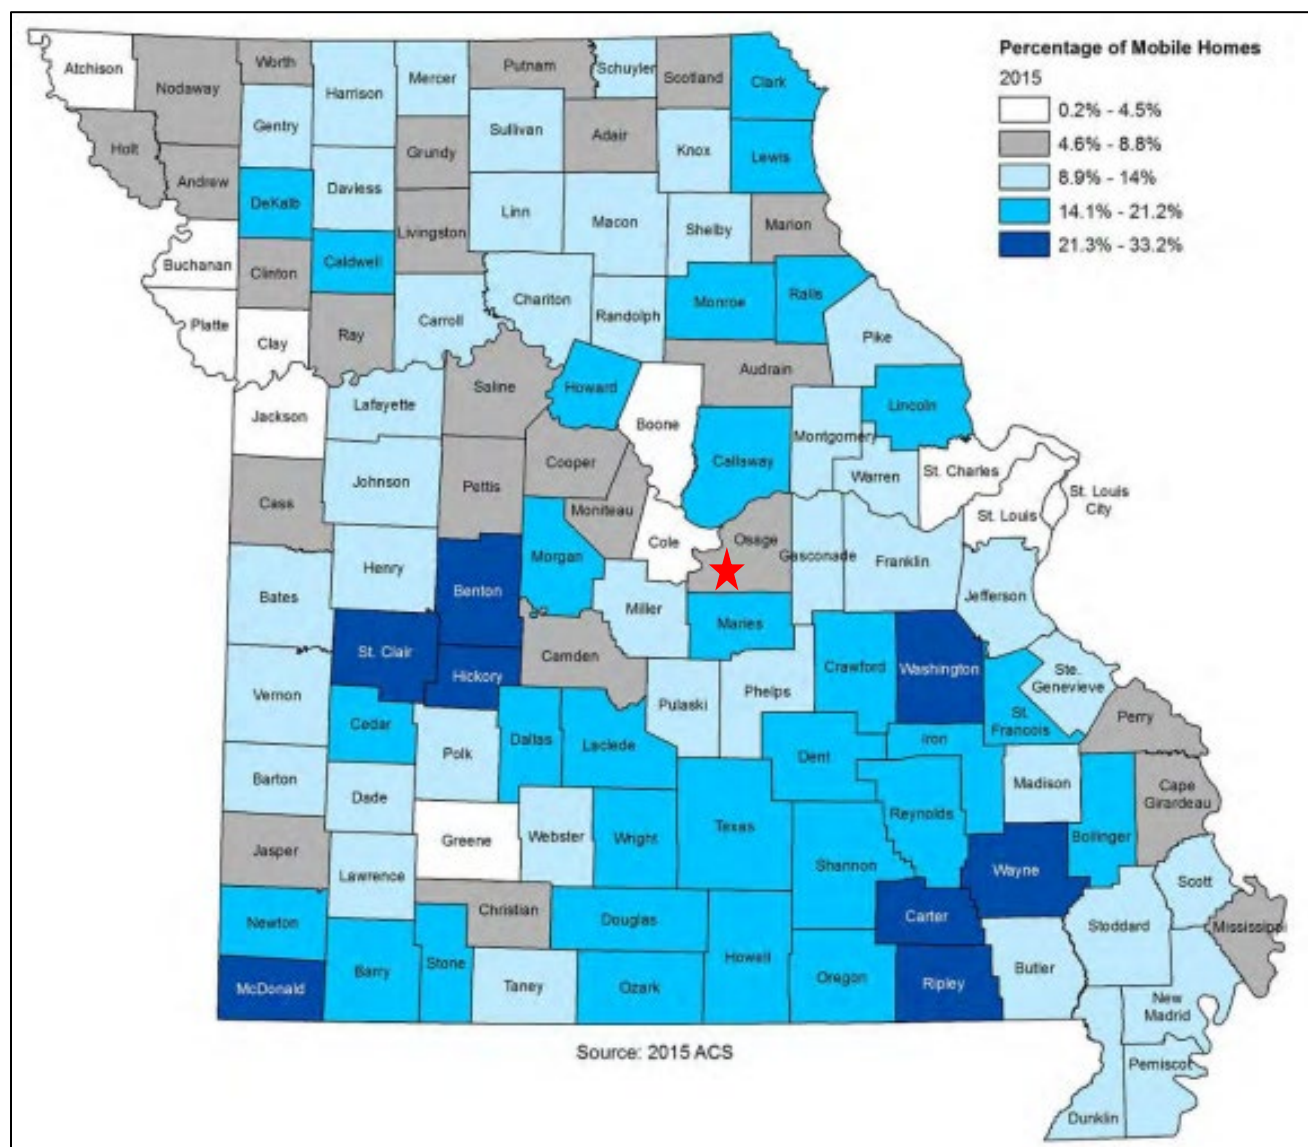 Percentage of Mobile Homes
2015
0.2% - 4.5%
4.6% - 8.8%
8.9% - 14%
14.1% - 21.2%
21.3% - 33.2%
Atchison
Nodaway
Worth
Harrison
Mercer
Putnam
Schuyler
Scotland
Clark
Gentry
Sullivan
Adair
Knox
Lewis
Holt
Andrew
DeKalb
Daviess
Grundy
Linn
Macon
Shelby
Marion
Livingston
Buchanan
Clinton
Caldwell
Chariton
Randolph
Monroe
Ralls
Platte
Clay
Ray
Carroll
Pike
Audrain
Saline
Howard
Jackson
Lafayette
Boone
Lincoln
Montgomery
Callaway
Cooper
Warren
St. Charles
Johnson
Pettis
St. Louis
City
Cass
Moniteau
St. Louis
Cole
Osage
Morgan
Gasconade
Franklin
Henry
Benton
Bates
Miller
Jefferson
Maries
St. Clair
Hickory
Camden
Crawford
Washington
Ste.
Genevieve
Vernon
Pulaski
Phelps
St.
Francois
Perry
Cedar
Polk
Dallas
Laclede
Dent
Iron
Barton
Dade
Madison
Cape
Girardeau
Greene
Webster
Wright
Texas
Reynolds
Bollinger
Jasper
Lawrence
Shannon
Wayne
Scott
Newton
Christian
Douglas
Carter
Stoddard
Mississippi
McDonald
Barry
Stone
Taney
Ozark
Howell
Oregon
Ripley
Butler
New
Madrid
Pemiscot
Dunklin
Source: 2015 ACS